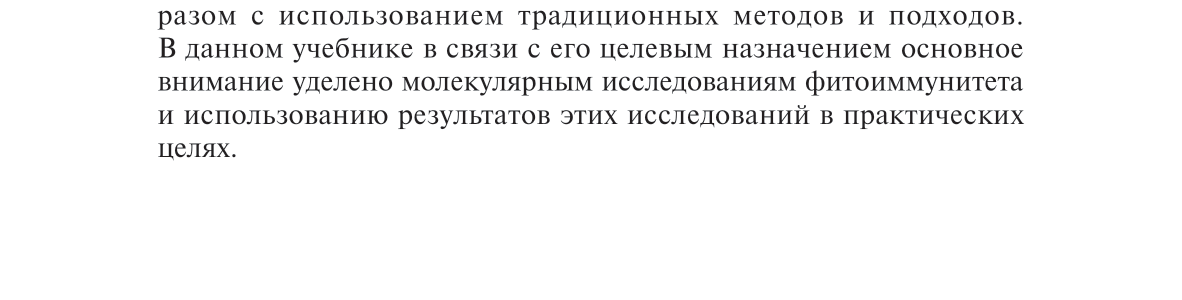 разом с использованием традиционных методов и подходов.
В данном учебнике в связи с его целевым назначением основное
внимание уделено молекулярным исследованиям фитоиммунитета
и использованию результатов этих исследований в практических
целях.